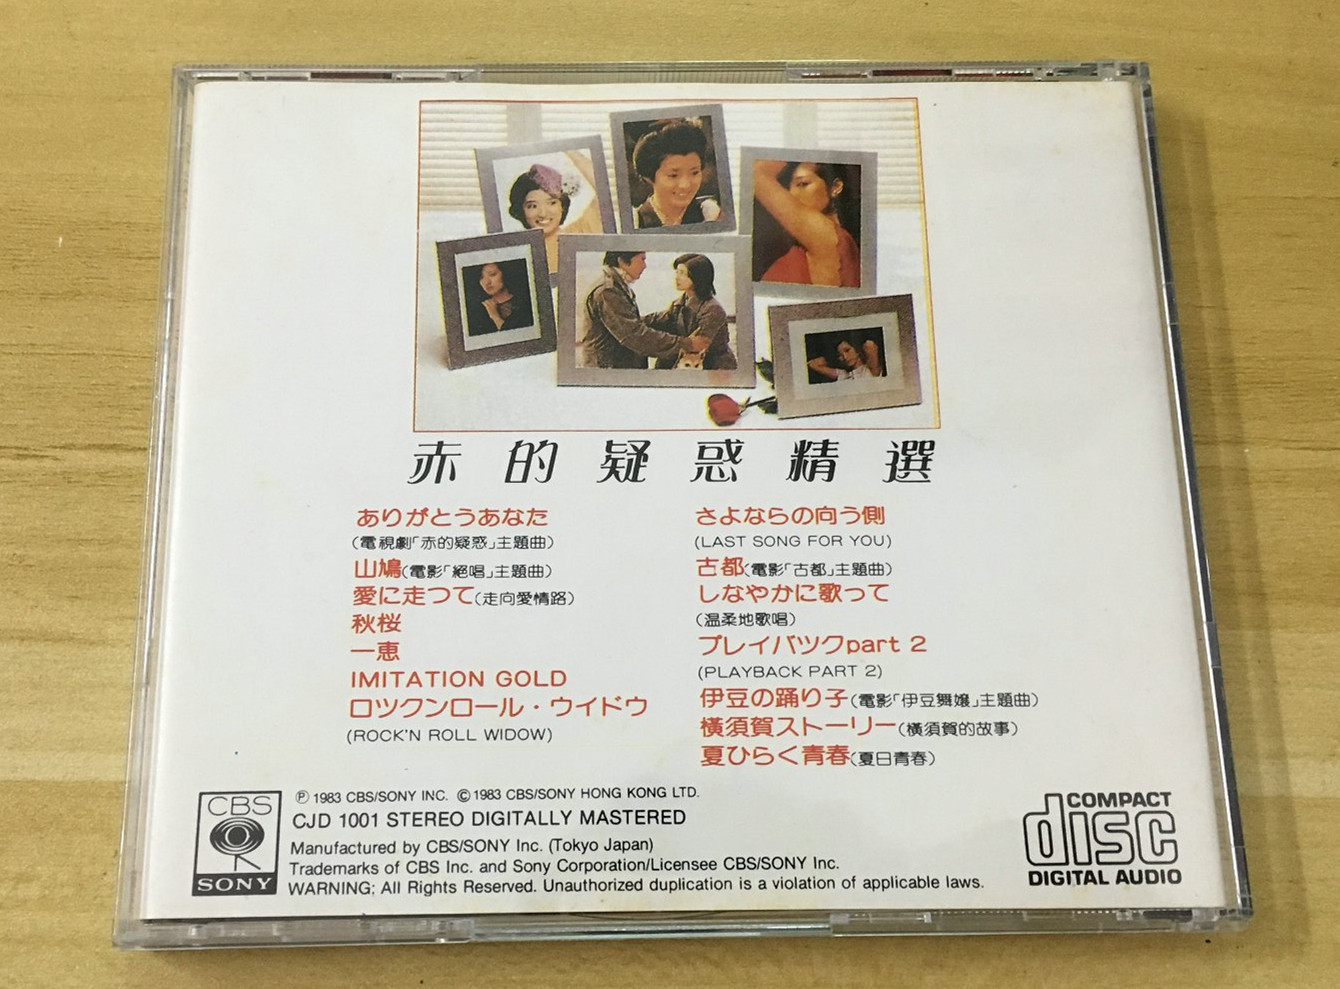 赤的疑惑精選
ありがとうあなた
(電視劇「赤的疑惑」主題曲)
山鳩(電影「絕唱」主題曲)
愛に走つて(走向愛情路)
秋桜
一恵
IMITATION GOLD
ロツクンロール・ウイドウ
(ROCK'N ROLL WIDOW)
さよならの向う側
(LAST SONG FOR YOU)
古都(電影「古都」主題曲)
しなやかに歌って
(温柔地歌唱)
プレイバツクpart 2
(PLAYBACK PART 2)
伊豆の踊り子(電影「伊豆舞孃」主題曲)
橫須賀ストーリー(橫須賀的故事)
夏ひらく青春(夏日青春)
CBS
SONY
Ⓟ 1983 CBS/SONY INC. © 1983 CBS/SONY HONG KONG LTD.
CJD 1001 STEREO DIGITALLY MASTERED
Manufactured by CBS/SONY Inc. (Tokyo Japan)
Trademarks of CBS Inc. and Sony Corporation/Licensee CBS/SONY Inc.
WARNING; All Rights Reserved. Unauthorized duplication is a violation of applicable laws.
COMPACT
disc
DIGITAL AUDIO